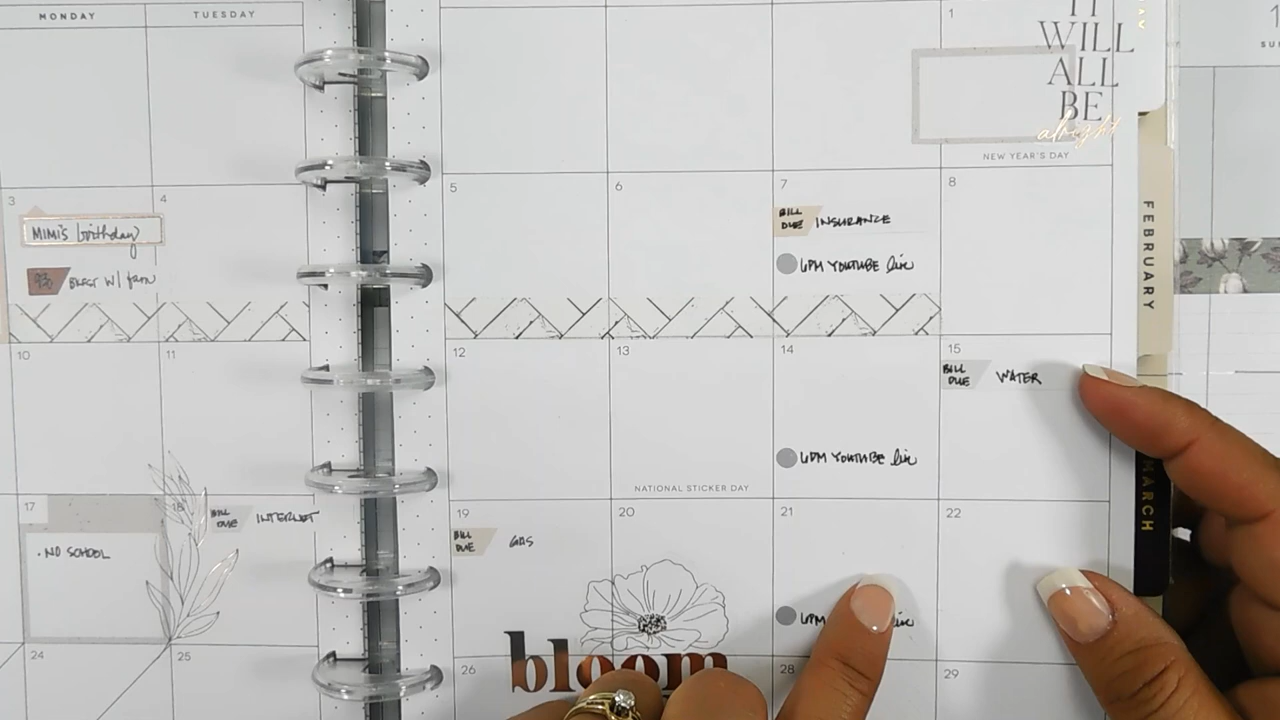 MONDAY
TUESDAY
1
IT
WILL
ALL
BE
alright
NEW YEAR'S DAY
3
MIMI'S birthday
930
4
5
6
7
BILL DUE INSURANCE
6PM YOUTUBE live
8
FEBRUARY
10
11
12
13
NATIONAL STICKER DAY
14
6PM YOUTUBE live
15
BILL DUE WATER
MARCH
17
• NO SCHOOL
18
BILL DUE INTERNET
19
BILL DUE GAS
20
21
6PM
live
22
bloom
24
25
26
28
29